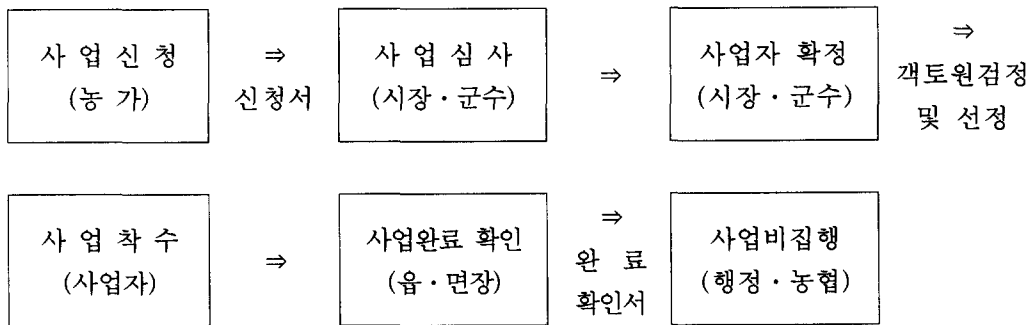 사 업 신 청
(농 가)
⇒
신청서
사 업 심 사
(시장·군수)
⇒
사업자 확정
(시장·군수)
⇒
객토원검정
및 선정
사 업 착 수
(사업자)
⇒
사업완료 확인
(읍·면장)
⇒
완 료
확인서
사업비집행
(행정·농협)